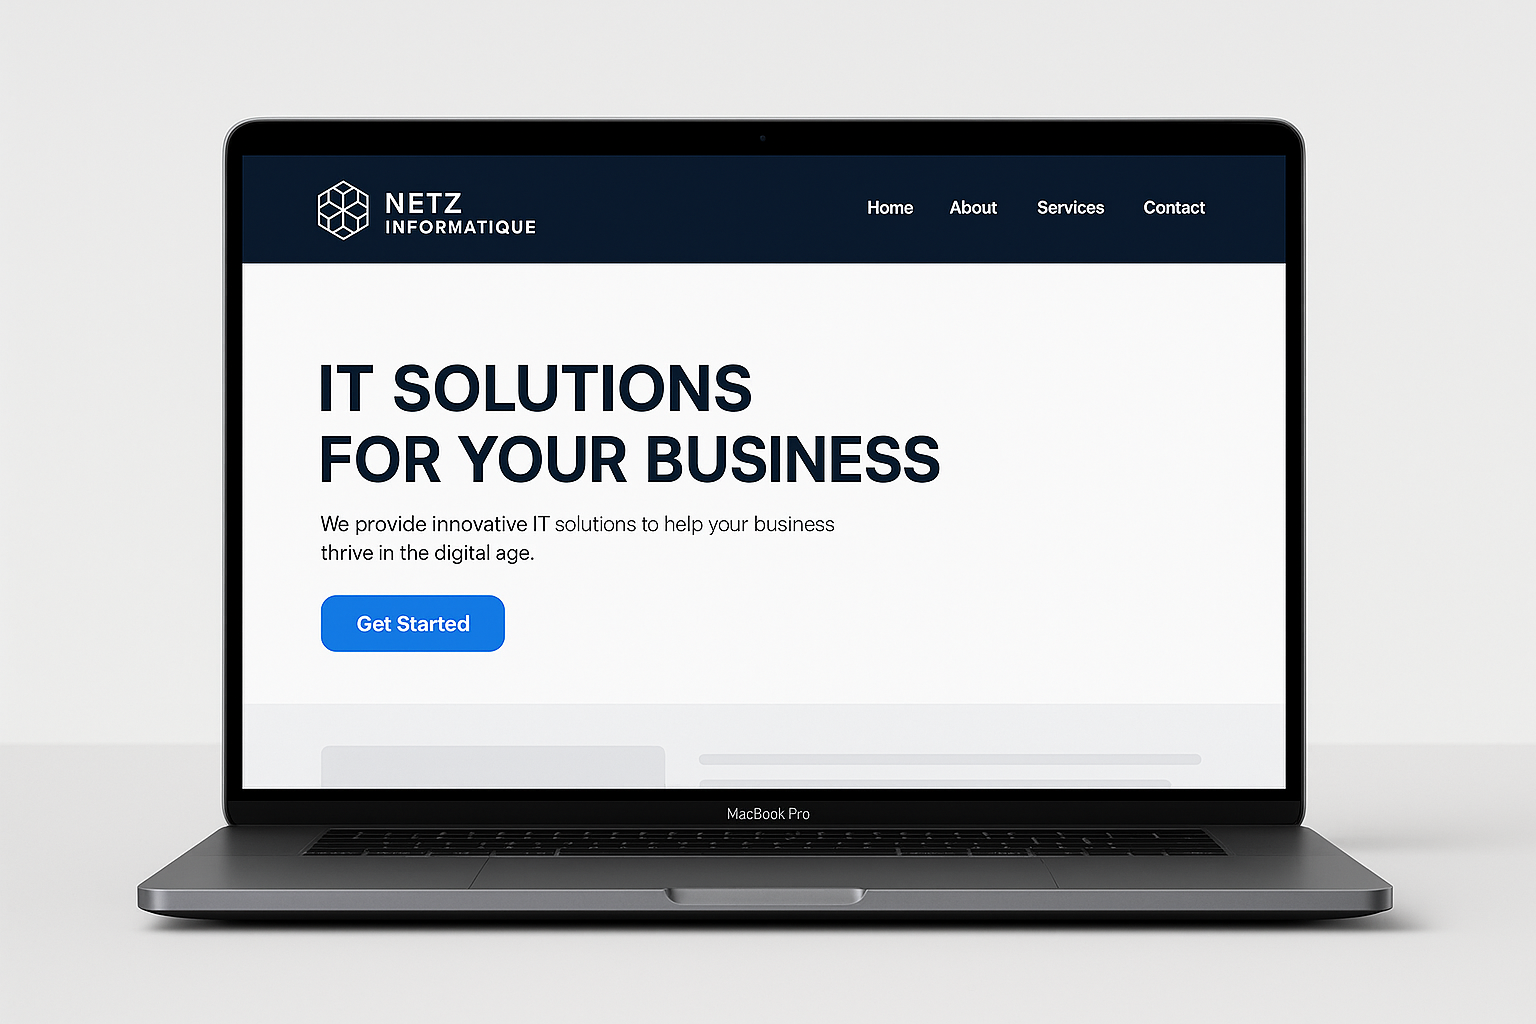 NETZ
INFORMATIQUE
Home About Services Contact
IT SOLUTIONS
FOR YOUR BUSINESS
We provide innovative IT solutions to help your business
thrive in the digital age.
Get Started
MacBook Pro